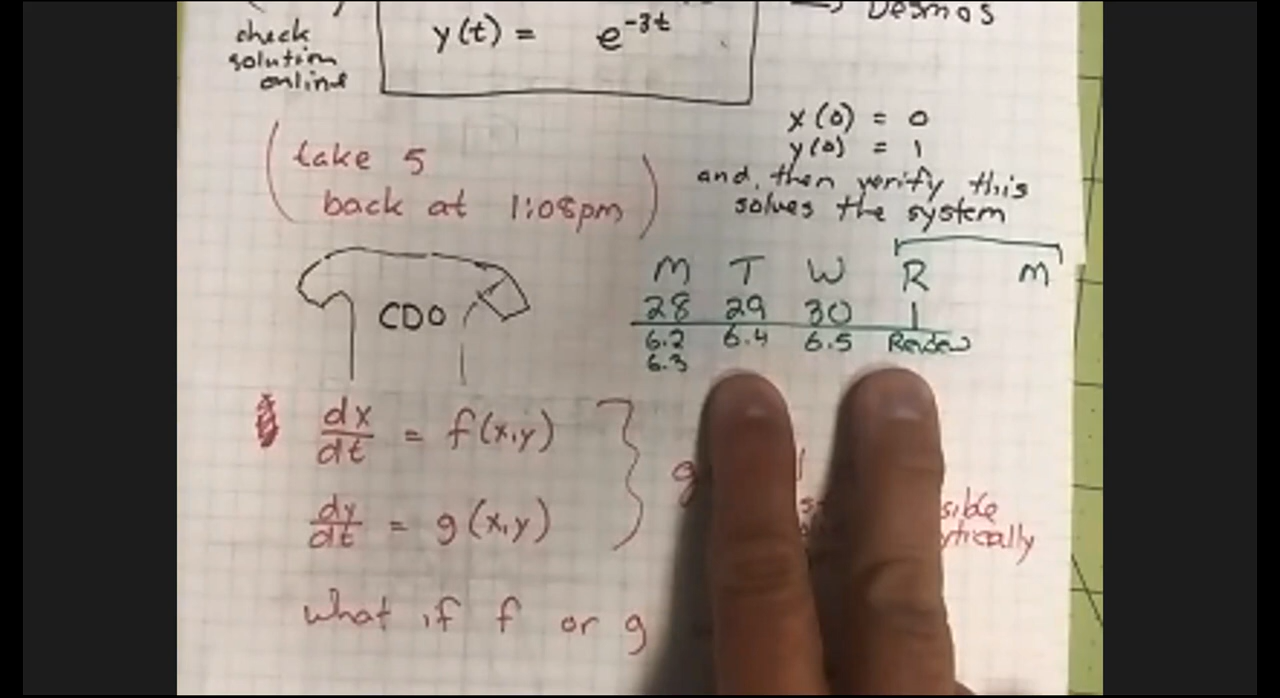 Desmos
check
solution
online
y(t) = e^{-3t}
x(0) = 0
y(0) = 1
and then verify this
solves the system
(take 5
back at 1:08pm)
CDO
M T W R M
28 29 30 1
6.2 6.4 6.5 Review
6.3
dx/dt = f(x,y)
dy/dt = g(x,y)
What if f or g